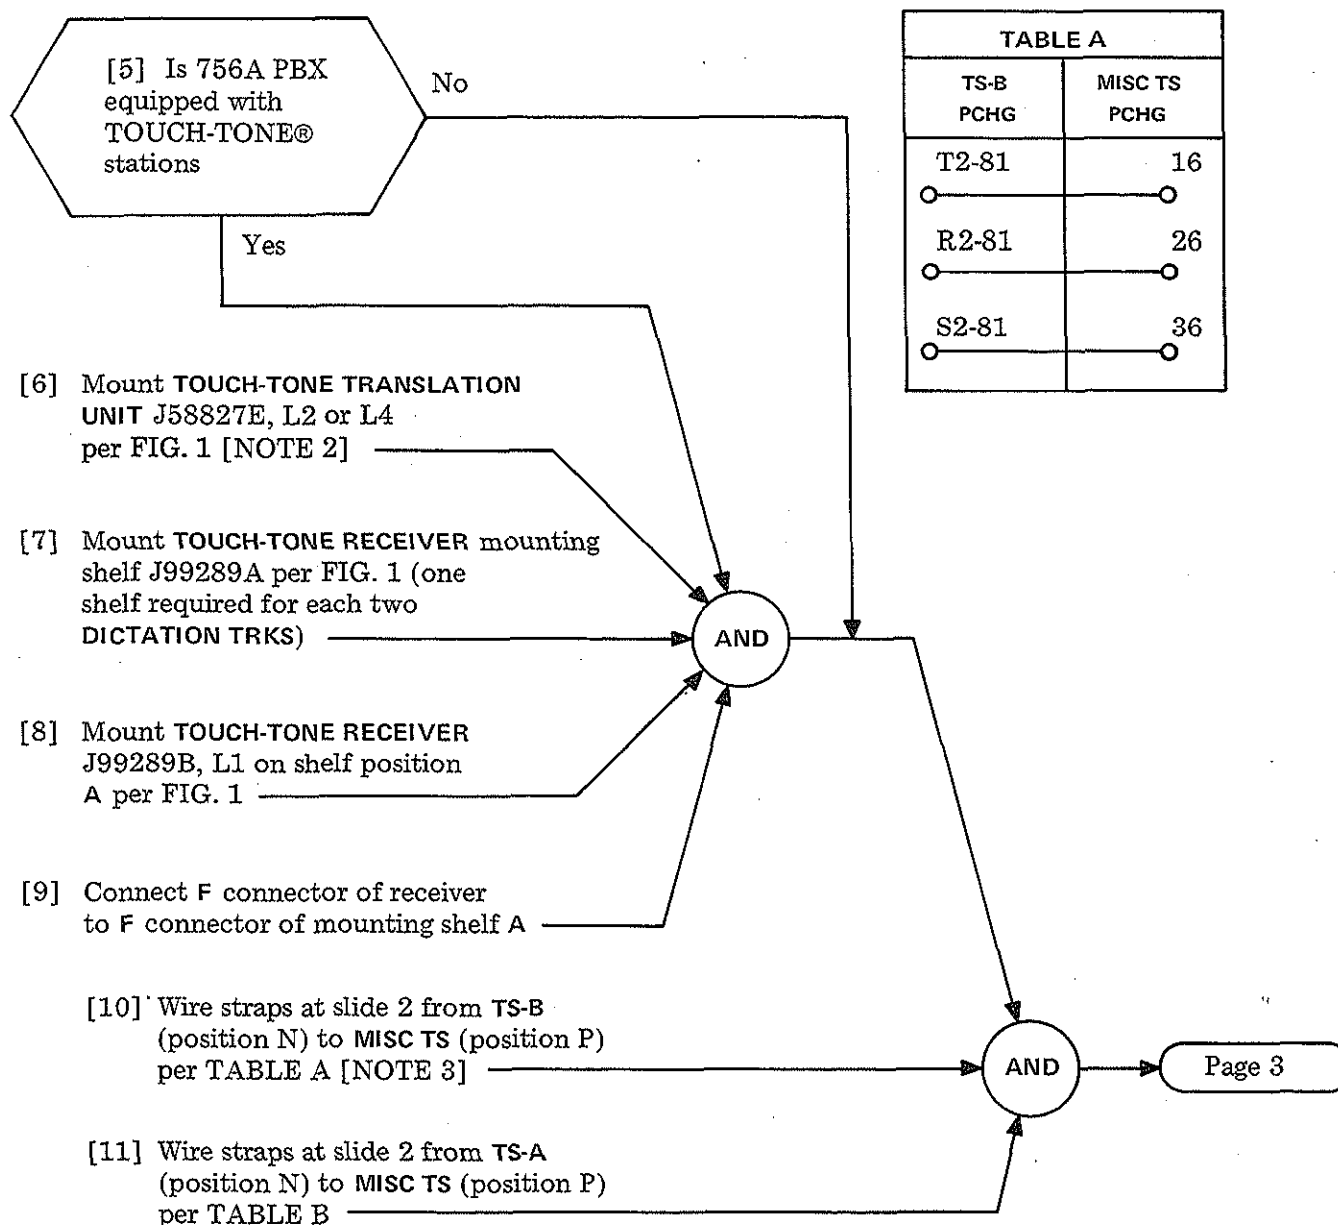 [5] Is 756A PBX
equipped with
TOUCH-TONE®
stations
No
Yes
TABLE A
TS-B
PCHG
MISC TS
PCHG
T2-81 16
R2-81 26
S2-81 36
[6] Mount TOUCH-TONE TRANSLATION
UNIT J58827E, L2 or L4
per FIG. 1 [NOTE 2]
[7] Mount TOUCH-TONE RECEIVER mounting
shelf J99289A per FIG. 1 (one
shelf required for each two
DICTATION TRKS)
AND
[8] Mount TOUCH-TONE RECEIVER
J99289B, L1 on shelf position
A per FIG. 1
[9] Connect F connector of receiver
to F connector of mounting shelf A
[10] Wire straps at slide 2 from TS-B
(position N) to MISC TS (position P)
per TABLE A [NOTE 3]
AND
Page 3
[11] Wire straps at slide 2 from TS-A
(position N) to MISC TS (position P)
per TABLE B